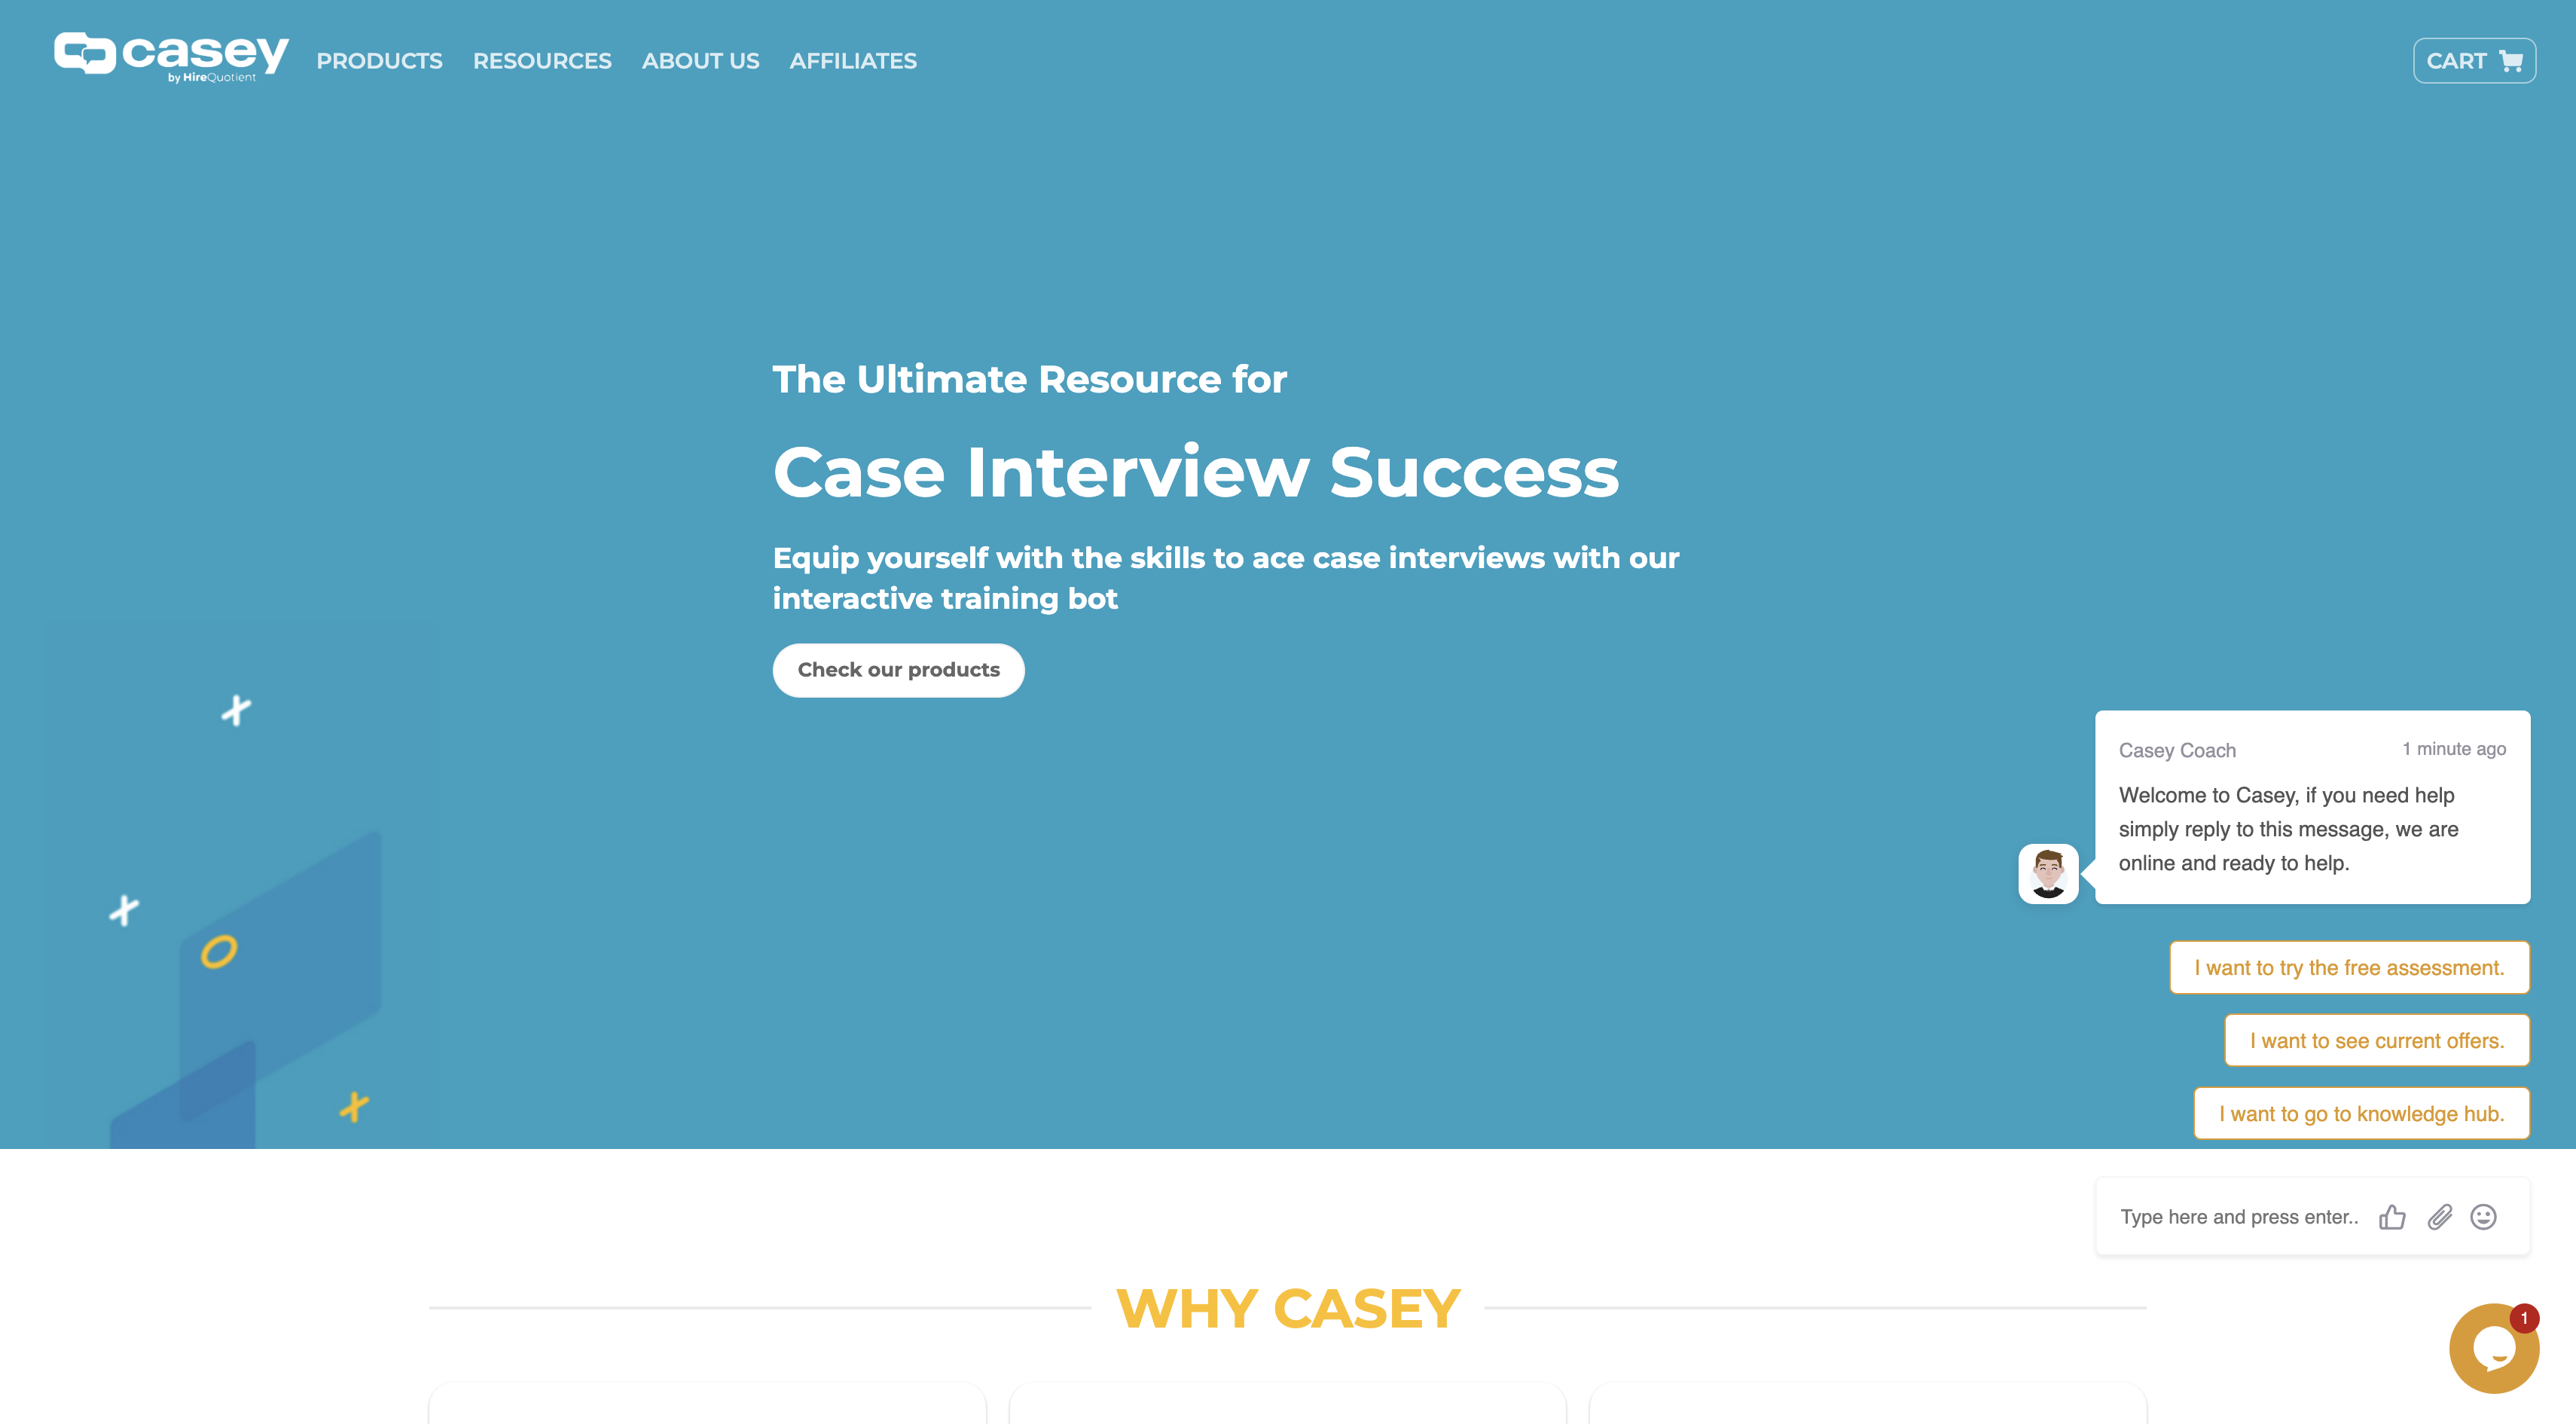 casey
by HireQuotient
PRODUCTS
RESOURCES
ABOUT US
AFFILIATES
CART
The Ultimate Resource for
Case Interview Success
Equip yourself with the skills to ace case interviews with our
interactive training bot
Check our products
Casey Coach
1 minute ago
Welcome to Casey, if you need help
simply reply to this message, we are
online and ready to help.
I want to try the free assessment.
I want to see current offers.
I want to go to knowledge hub.
Type here and press enter..
WHY CASEY
1